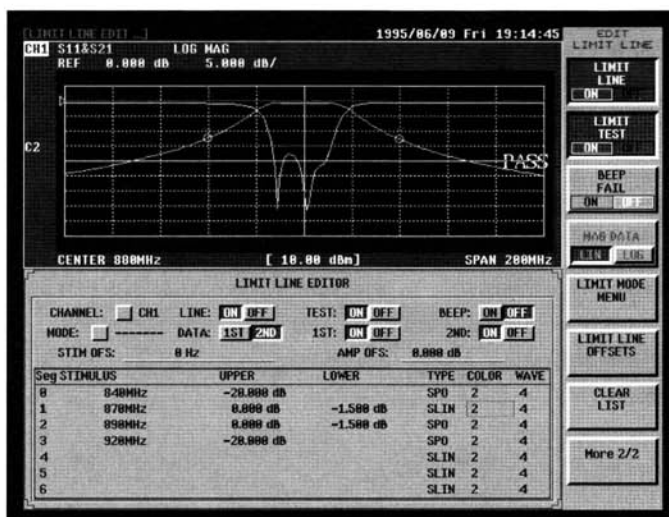 [LIMIT LINE EDIT ...] 1995/06/09 Fri 19:14:45
CH1 S11&S21 LOG MAG
REF 0.000 dB 5.000 dB/
C2
PASS
CENTER 880MHz [ 10.00 dBm] SPAN 200MHz
LIMIT LINE EDITOR
CHANNEL: CH1 LINE: ON OFF TEST: ON OFF BEEP: ON OFF
MODE: ------- DATA: 1ST 2ND 1ST: ON OFF 2ND: ON OFF
STIM OFS: 0 Hz AMP OFS: 0.000 dB
Seg STIMULUS UPPER LOWER TYPE COLOR WAVE
0 840MHz -20.000 dB SPO 2 4
1 870MHz 0.000 dB -1.500 dB SLIN 2 4
2 890MHz 0.000 dB -1.500 dB SPO 2 4
3 920MHz -20.000 dB SPO 2 4
4 SLIN 2 4
5 SLIN 2 4
6 SLIN 2 4
EDIT
LIMIT LINE
LIMIT
LINE
ON
LIMIT
TEST
ON
BEEP
FAIL
ON
MAG DATA
LIN LOG
LIMIT MODE
MENU
LIMIT LINE
OFFSETS
CLEAR
LIST
More 2/2